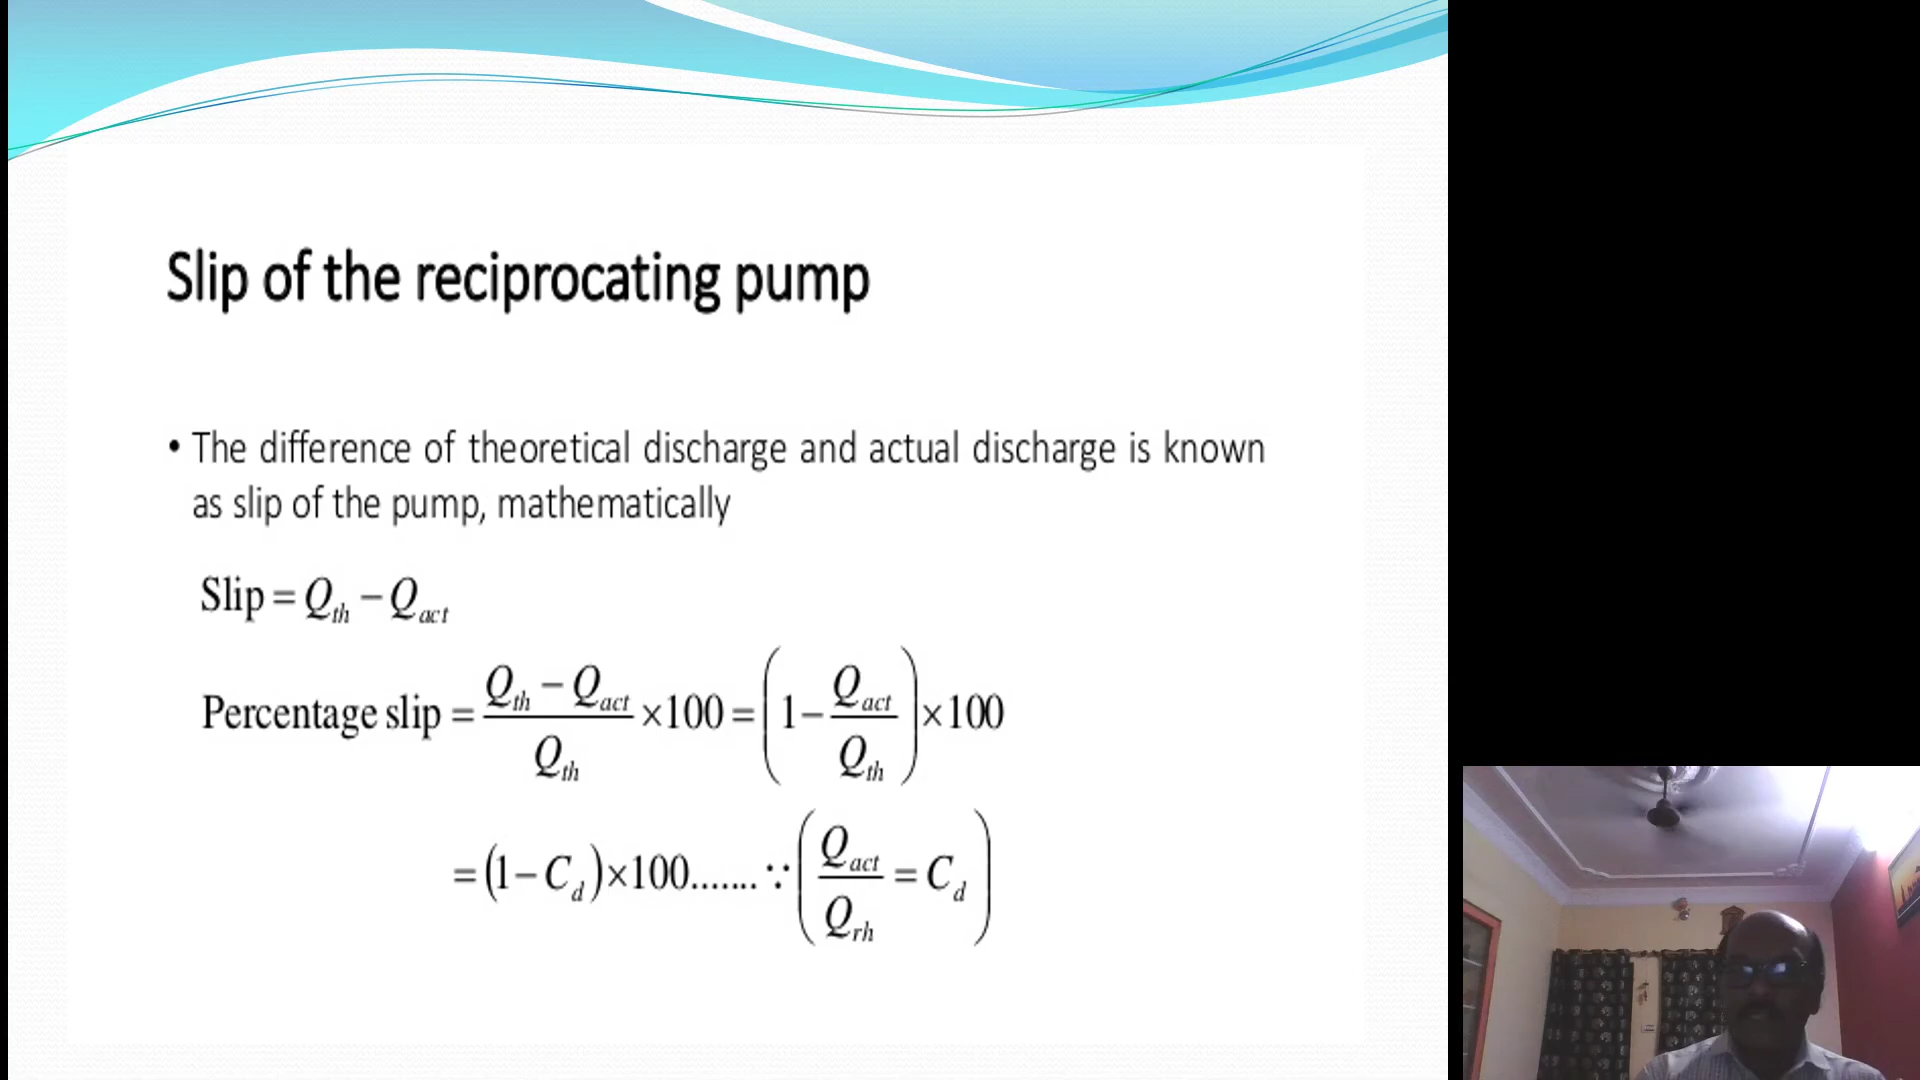 Slip of the reciprocating pump
• The difference of theoretical discharge and actual discharge is known
as slip of the pump, mathematically
Slip = Q_th − Q_act
Percentage slip = (Q_th − Q_act)/Q_th ×100 = (1 − Q_act/Q_th) ×100
= (1 − C_d)×100....... ∵ (Q_act/Q_rh = C_d)